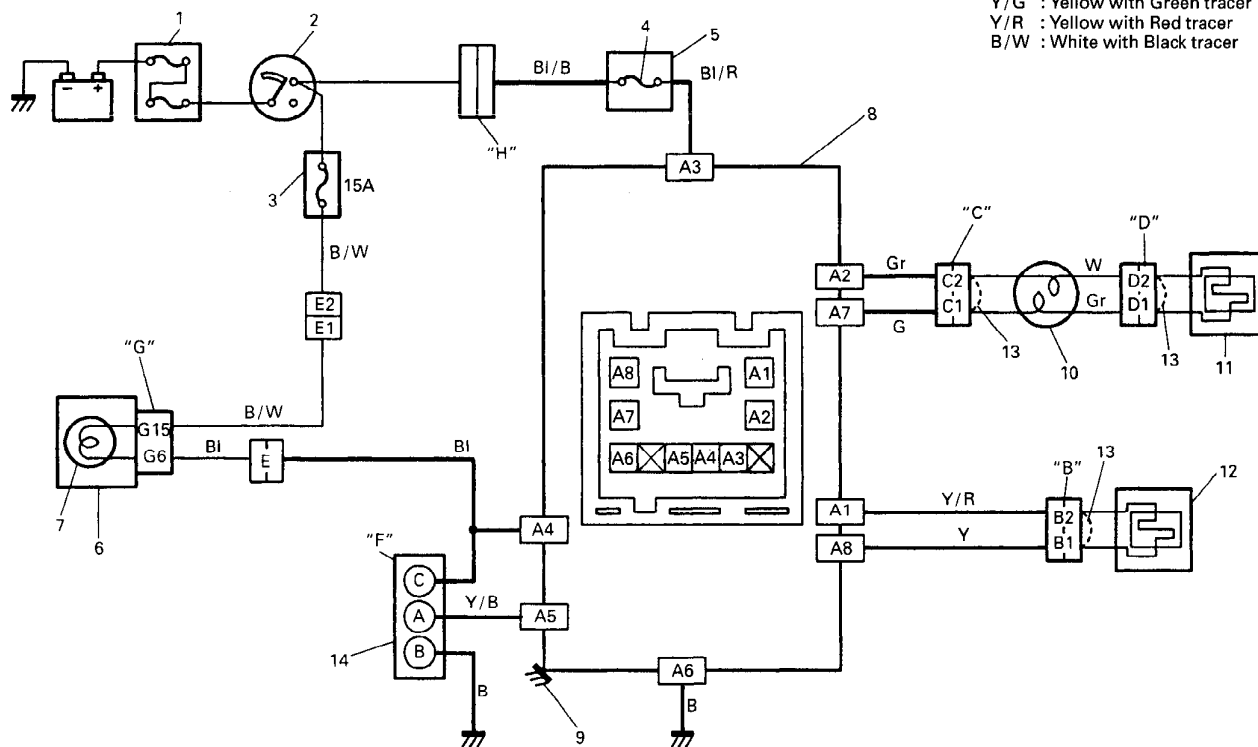 Y/G : Yellow with Green tracer
Y/R : Yellow with Red tracer
B/W : White with Black tracer
1
2
4
5
Bl/B
Bl/R
"H"
8
- +
3
15A
A3
B/W
"C"
"D"
A2
Gr
C2
W
D2
A7
G
C1
Gr
D1
13
10
13
11
E2
E1
A8
A1
A7
A2
A6
A5
A4
A3
"G"
B/W
G15
G6
Bl
E
Bl
7
6
A1
Y/R
"B"
13
12
B2
A8
Y
B1
A4
"F"
C
Y/B
A
A5
B
14
B
9
A6
B